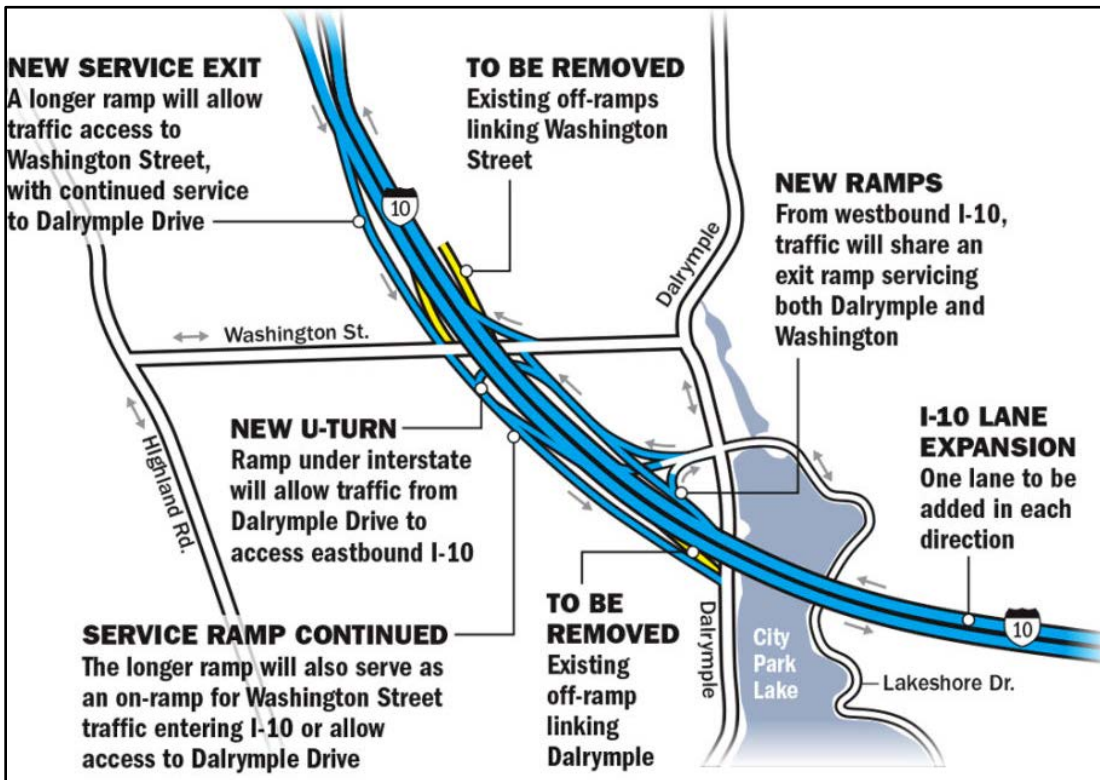 NEW SERVICE EXIT
A longer ramp will allow
traffic access to
Washington Street,
with continued service
to Dalrymple Drive
TO BE REMOVED
Existing off-ramps
linking Washington
Street
10
NEW RAMPS
From westbound I-10,
traffic will share an
exit ramp servicing
both Dalrymple and
Washington
Dalrymple
Washington St.
Highland Rd.
NEW U-TURN
Ramp under interstate
will allow traffic from
Dalrymple Drive to
access eastbound I-10
I-10 LANE
EXPANSION
One lane to be
added in each
direction
SERVICE RAMP CONTINUED
The longer ramp will also serve as
an on-ramp for Washington Street
traffic entering I-10 or allow
access to Dalrymple Drive
TO BE
REMOVED
Existing
off-ramp
linking
Dalrymple
Dalrymple
City
Park
Lake
10
Lakeshore Dr.